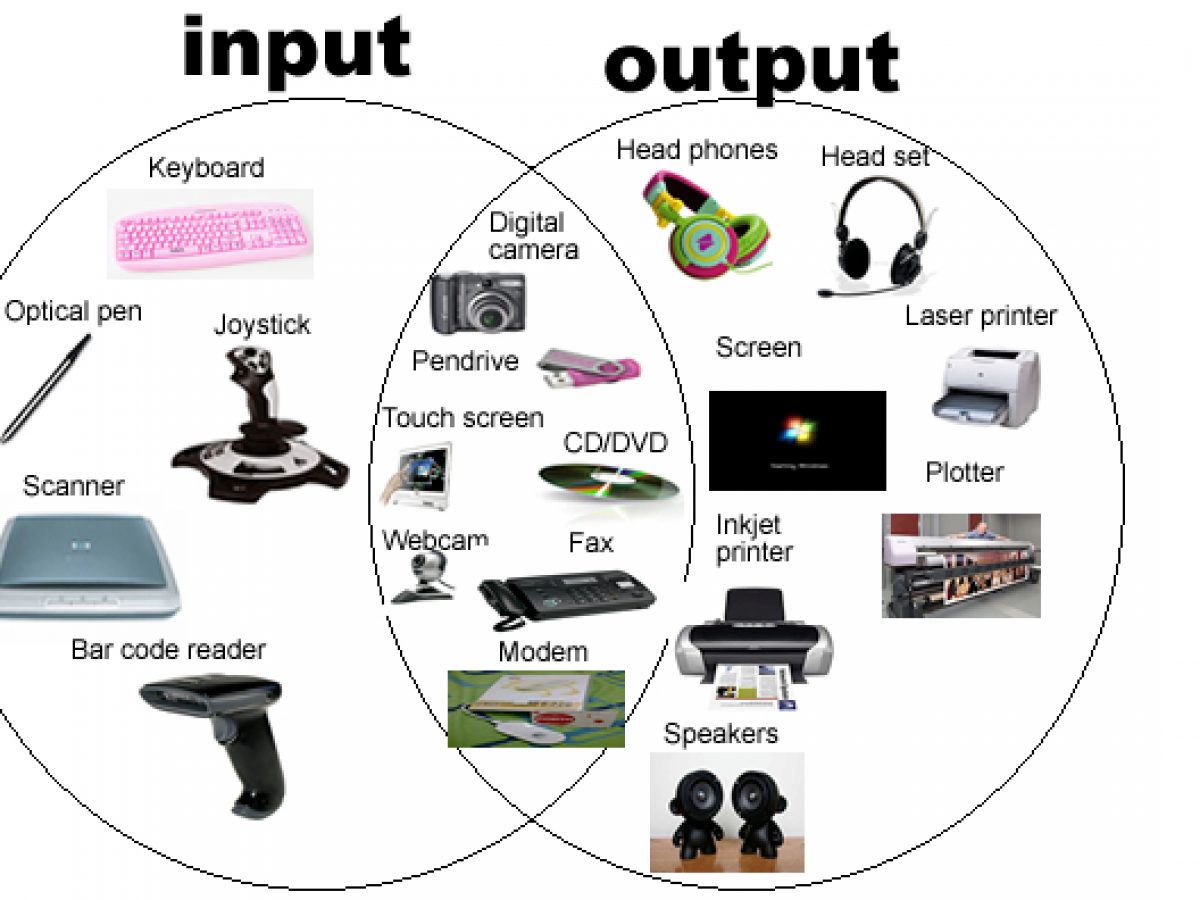 input
output
Keyboard
Head phones
Head set
Digital
camera
Optical pen
Joystick
Laser printer
Screen
Pendrive
Touch screen
CD/DVD
Scanner
Plotter
Webcam
Fax
Inkjet
printer
Bar code reader
Modem
Speakers